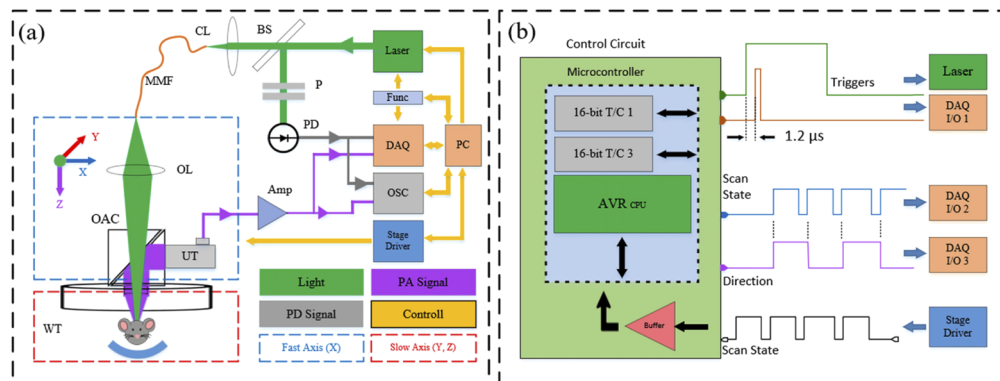 (a)
CL
BS
Laser
MMF
P
Func
Y
X
Z
OL
PD
DAQ
PC
OSC
Amp
OAC
UT
Stage
Driver
WT
Light
PA Signal
PD Signal
Controll
Fast Axis (X)
Slow Axis (Y, Z)
(b)
Control Circuit
Microcontroller
16-bit T/C 1
16-bit T/C 3
AVR CPU
Buffer
Triggers
Laser
DAQ
I/O 1
1.2 µs
Scan
State
DAQ
I/O 2
DAQ
I/O 3
Direction
Stage
Driver
Scan State